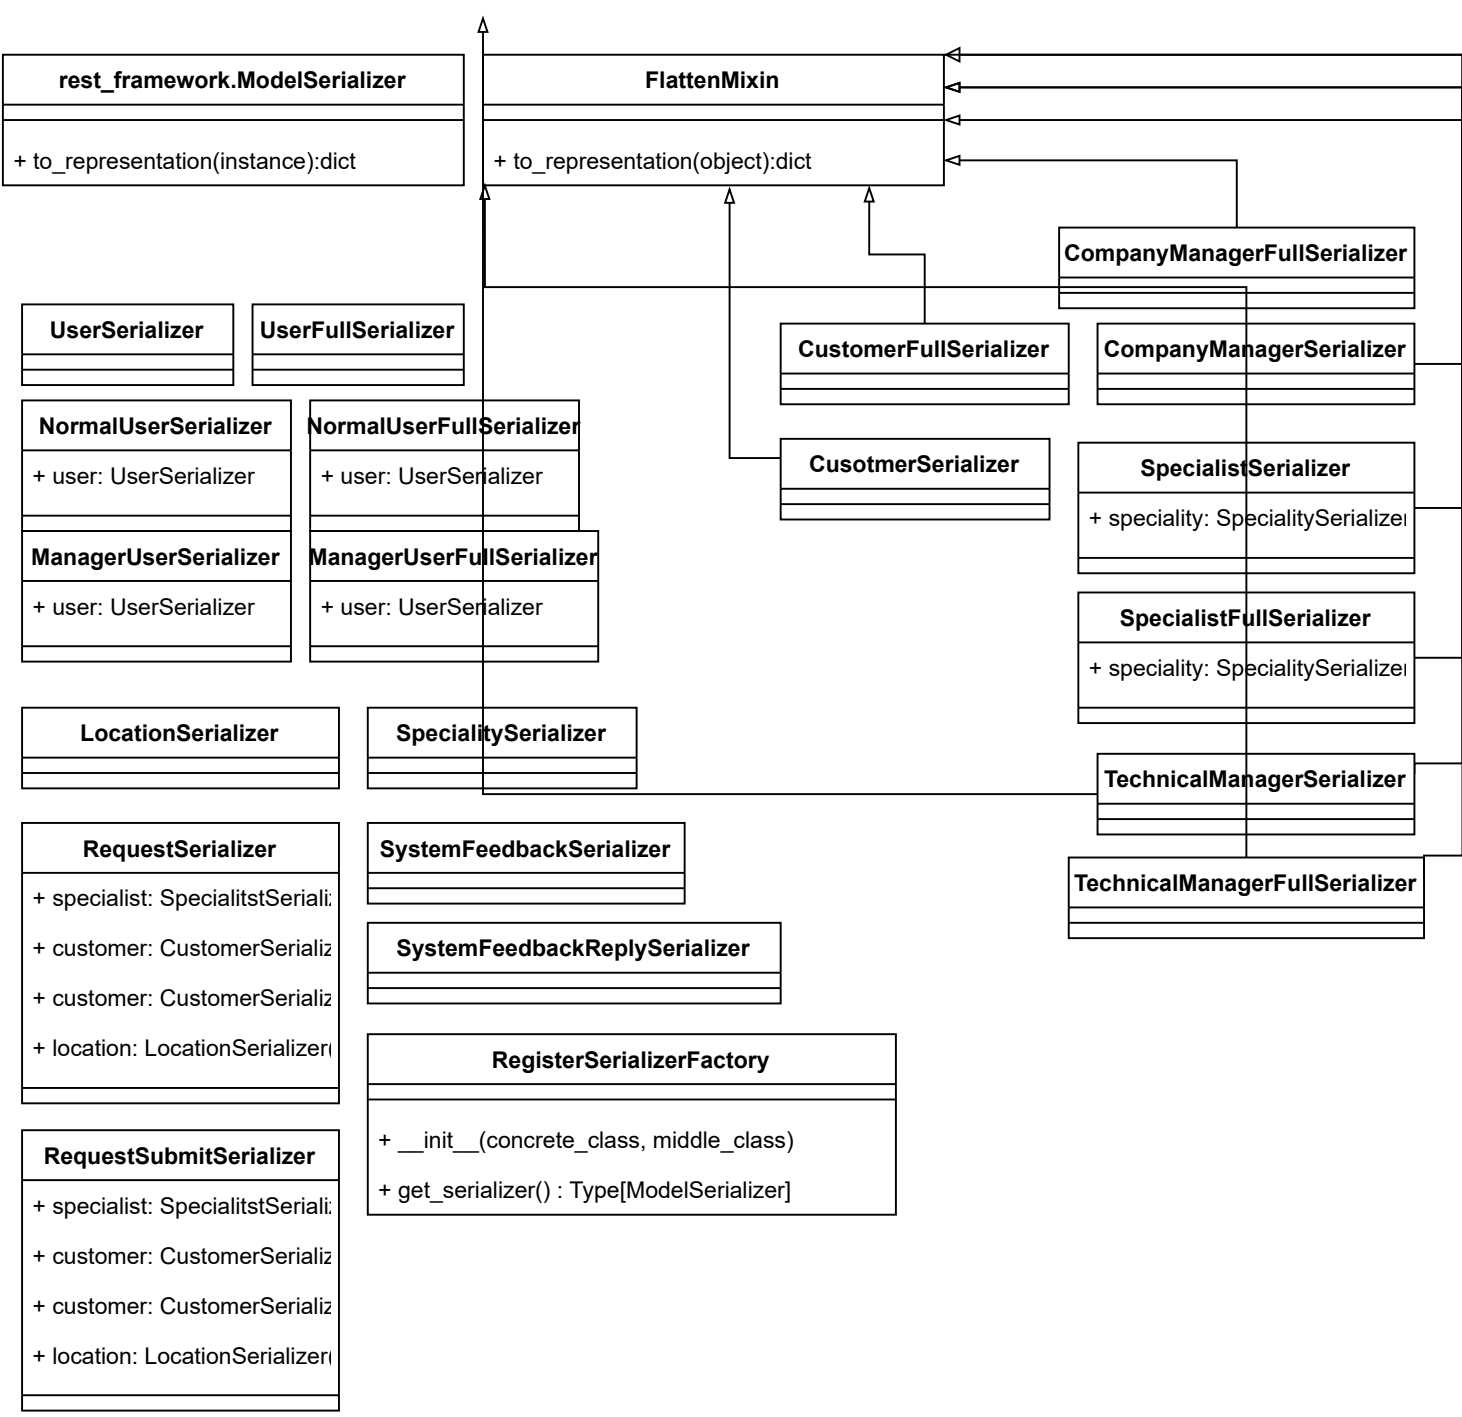 rest_framework.ModelSerializer
+ to_representation(instance):dict
FlattenMixin
+ to_representation(object):dict
CompanyManagerFullSerializer
UserSerializer
UserFullSerializer
CustomerFullSerializer
CompanyManagerSerializer
NormalUserSerializer
+ user: UserSerializer
NormalUserFullSerializer
+ user: UserSerializer
CusotmerSerializer
SpecialistSerializer
+ speciality: SpecialitySerializer
ManagerUserSerializer
+ user: UserSerializer
ManagerUserFullSerializer
+ user: UserSerializer
SpecialistFullSerializer
+ speciality: SpecialitySerializer
LocationSerializer
SpecialitySerializer
TechnicalManagerSerializer
RequestSerializer
+ specialist: SpecialitstSeriali
+ customer: CustomerSerializ
+ customer: CustomerSerializ
+ location: LocationSerializer(
SystemFeedbackSerializer
TechnicalManagerFullSerializer
SystemFeedbackReplySerializer
RegisterSerializerFactory
+ __init__(concrete_class, middle_class)
+ get_serializer() : Type[ModelSerializer]
RequestSubmitSerializer
+ specialist: SpecialitstSeriali
+ customer: CustomerSerializ
+ customer: CustomerSerializ
+ location: LocationSerializer(